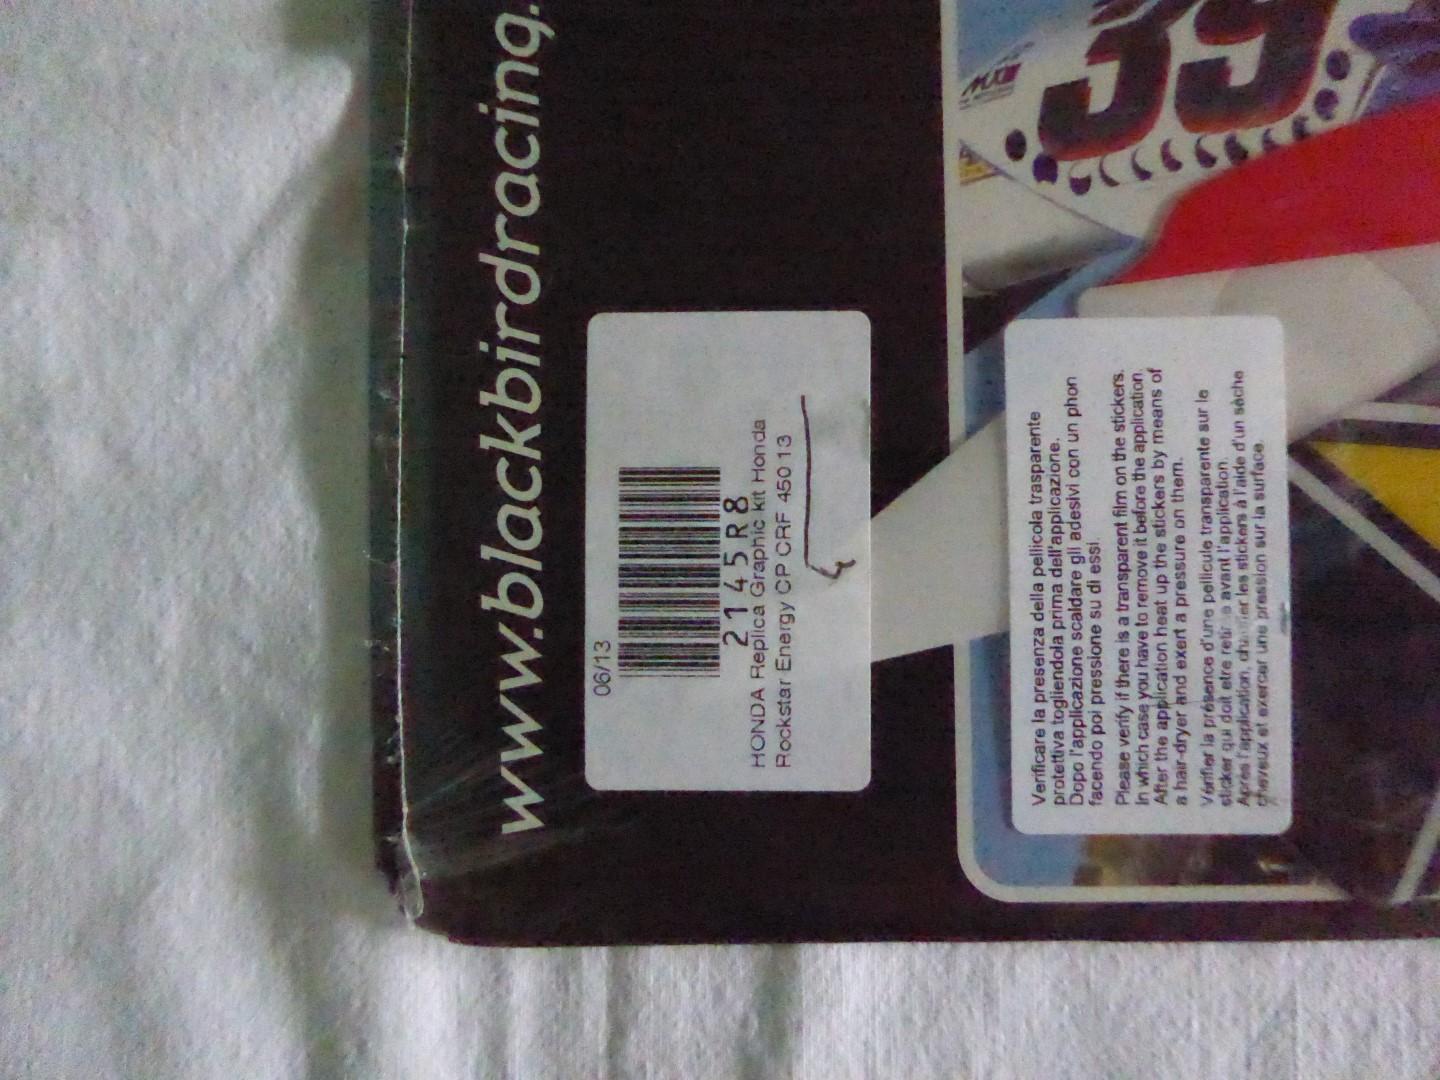 www.blackbirdracing.
06/13
2145R8
HONDA Replica Graphic kit Honda
Rockstar Energy CP CRF 450 13
4
39
MX
Verificare la presenza della pellicola trasparente
protettiva togliendola prima dell'applicazione.
Dopo l'applicazione scaldare gli adesivi con un phon
facendo poi pressione su di essi.
Please verify if there is a transparent film on the stickers.
In which case you have to remove it before the application.
After the application heat up the stickers by means of
a hair-dryer and exert a pressure on them.
Vérifier la présence d'une pellicule transparente sur le
sticker qui doit etre avant l'application.
Après l'application, les stickers à l'aide d'un sèche
cheveux et exercer une pression sur la surface.